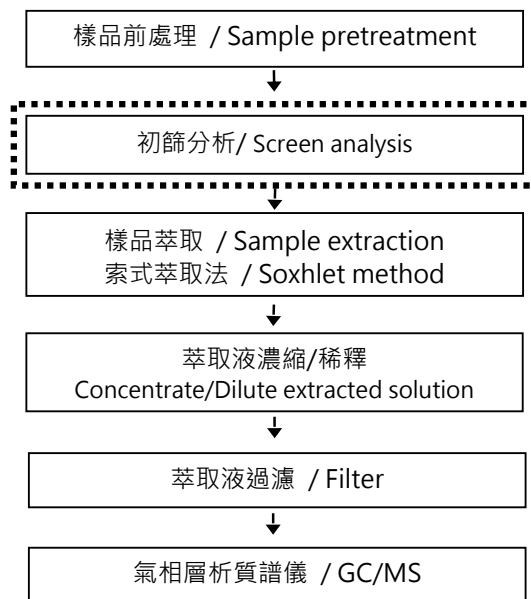 樣品前處理 / Sample pretreatment
初篩分析/ Screen analysis
樣品萃取 / Sample extraction
索式萃取法 / Soxhlet method
萃取液濃縮/稀釋
Concentrate/Dilute extracted solution
萃取液過濾 / Filter
氣相層析質譜儀 / GC/MS